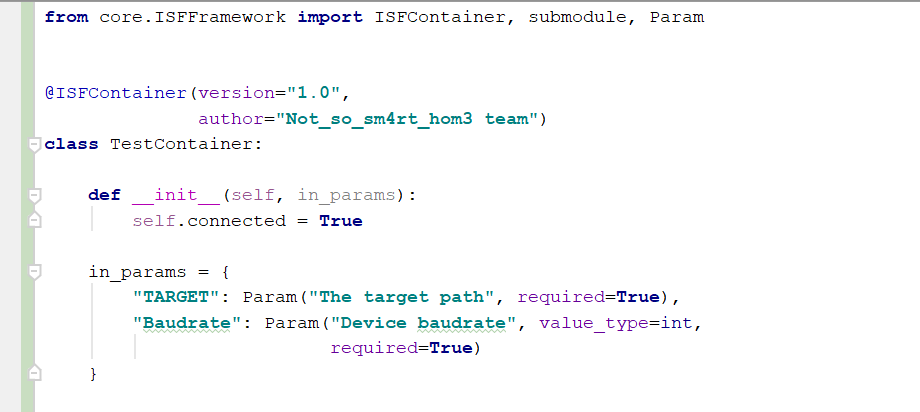 from core.ISFFramework import ISFContainer, submodule, Param
@ISFContainer(version="1.0",
author="Not_so_sm4rt_hom3 team")
class TestContainer:
def __init__(self, in_params):
self.connected = True
in_params = {
"TARGET": Param("The target path", required=True),
"Baudrate": Param("Device baudrate", value_type=int,
required=True)
}